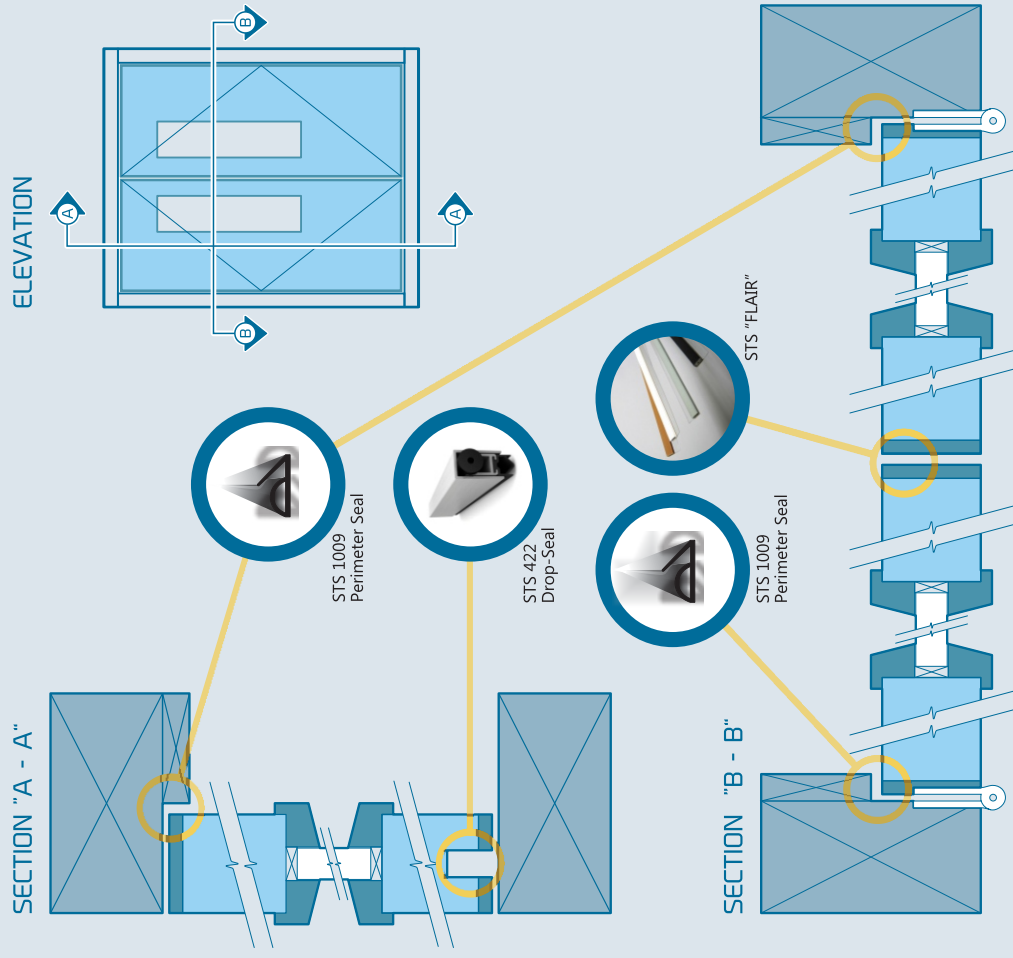 SECTION "A - A"
ELEVATION
A
A
B
B
STS 1009
Perimeter Seal
STS 422
Drop-Seal
STS 1009
Perimeter Seal
STS "FLAIR"
SECTION "B - B"